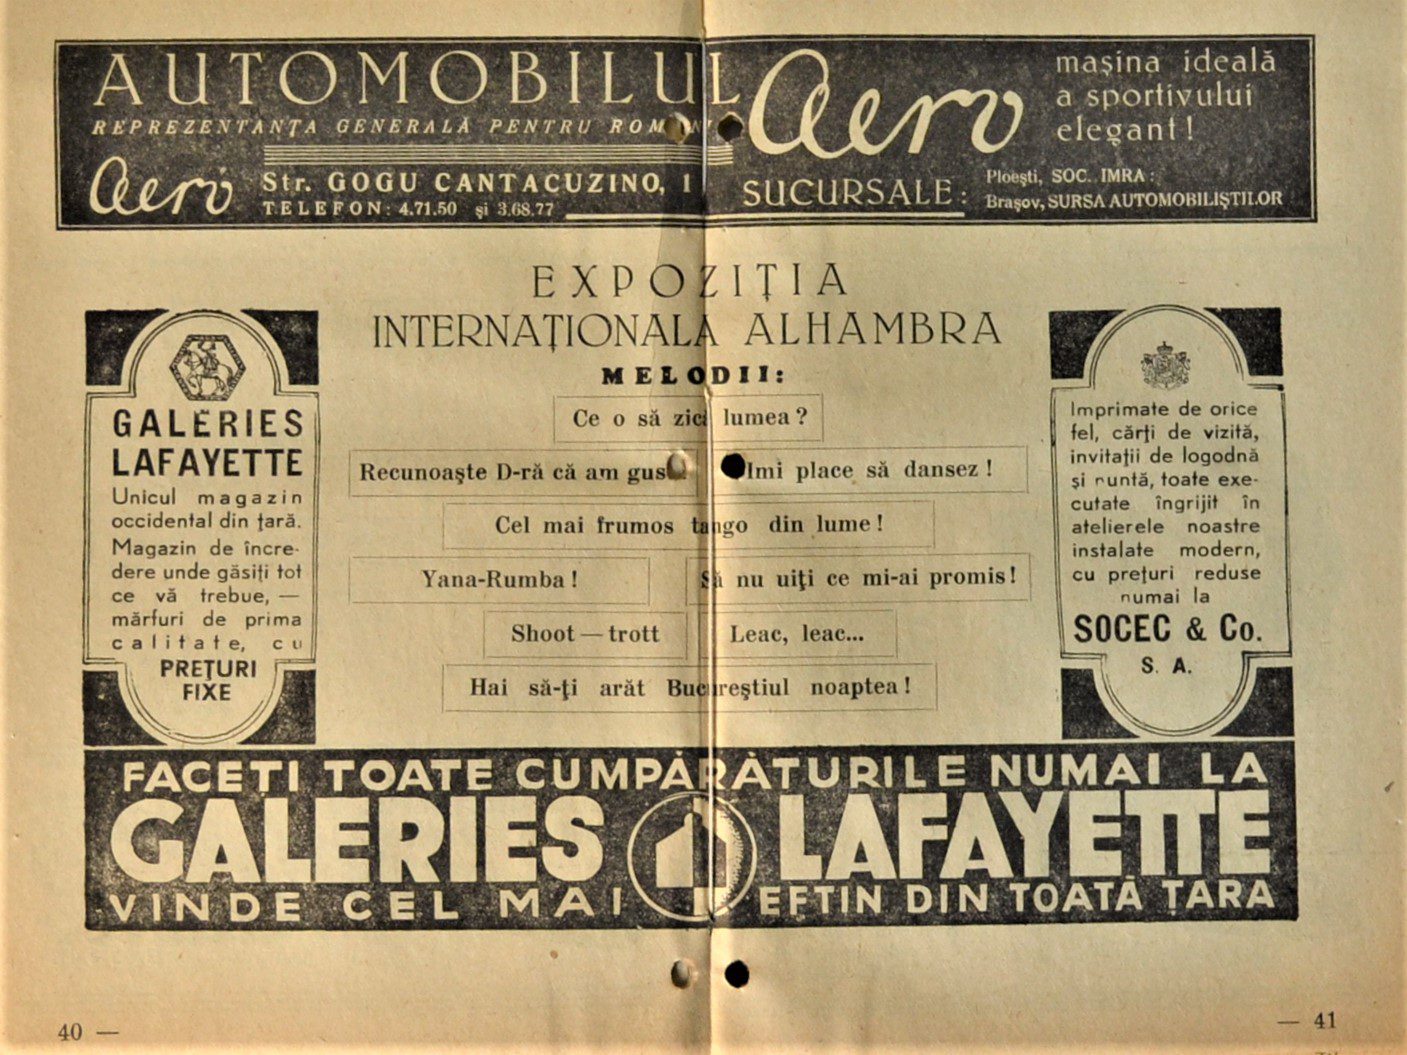 AUTOMOBILUL Aero
REPREZENTANȚA GENERALĂ PENTRU
Aero Str. GOGU CANTACUZINO, 1
TELEFON: 4.71.50 și 3.68.77
mașina ideală
a sportivului
elegant!
SUCURSALE:
Ploești, SOC. IMRA:
Brașov, SURSA AUTOMOBILIȘTILOR
EXPOZIȚIA
INTERNAȚIONALA ALHAMBRA
MELODII:
Ce o să zică lumea?
Recunoaște D-ră că am
Imi place să dansez!
Cel mai frumos tango din lume!
Yana-Rumba!
Să nu uiți ce mi-ai promis!
Shoot—trott
Leac, leac...
Hai să-ți arăt Bucureștiul noaptea!
GALERIES
LAFAYETTE
Unicul magazin
occidental din țară.
Magazin de încre-
dere unde găsiți tot
ce vă trebue, —
mărfuri de prima
calitate, cu
PREȚURI
FIXE
Imprimate de orice
fel, cărți de vizită,
invitații de logodnă
și nuntă, toate exe-
cutate îngrijit în
atelierele noastre
instalate modern,
cu prețuri reduse
numai la
SOCEC & Co.
S. A.
FACEȚI TOATE CUMPĂRĂTURILE NUMAI LA
GALERIES LAFAYETTE
VINDE CEL MAI EFTIN DIN TOATĂ ȚARA
40 —
— 41